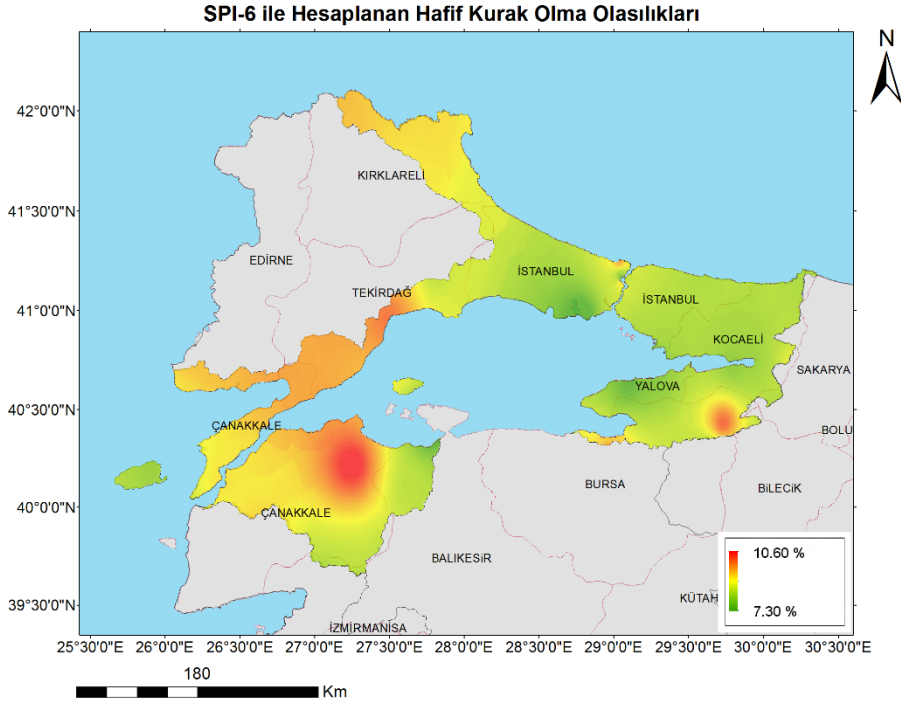 SPI-6 ile Hesaplanan Hafif Kurak Olma Olasılıkları
N
42°0'0"N
KIRKLARELİ
41°30'0"N
EDİRNE
İSTANBUL
TEKİRDAĞ
İSTANBUL
41°0'0"N
KOCAELİ
SAKARYA
YALOVA
40°30'0"N
ÇANAKKALE
BOLU
BURSA
BİLECİK
40°0'0"N
ÇANAKKALE
BALIKESİR
10.60 %
KÜTAH
7.30 %
39°30'0"N
İZMİRMANİSA
25°30'0"E 26°0'0"E 26°30'0"E 27°0'0"E 27°30'0"E 28°0'0"E 28°30'0"E 29°0'0"E 29°30'0"E 30°0'0"E 30°30'0"E
180
Km